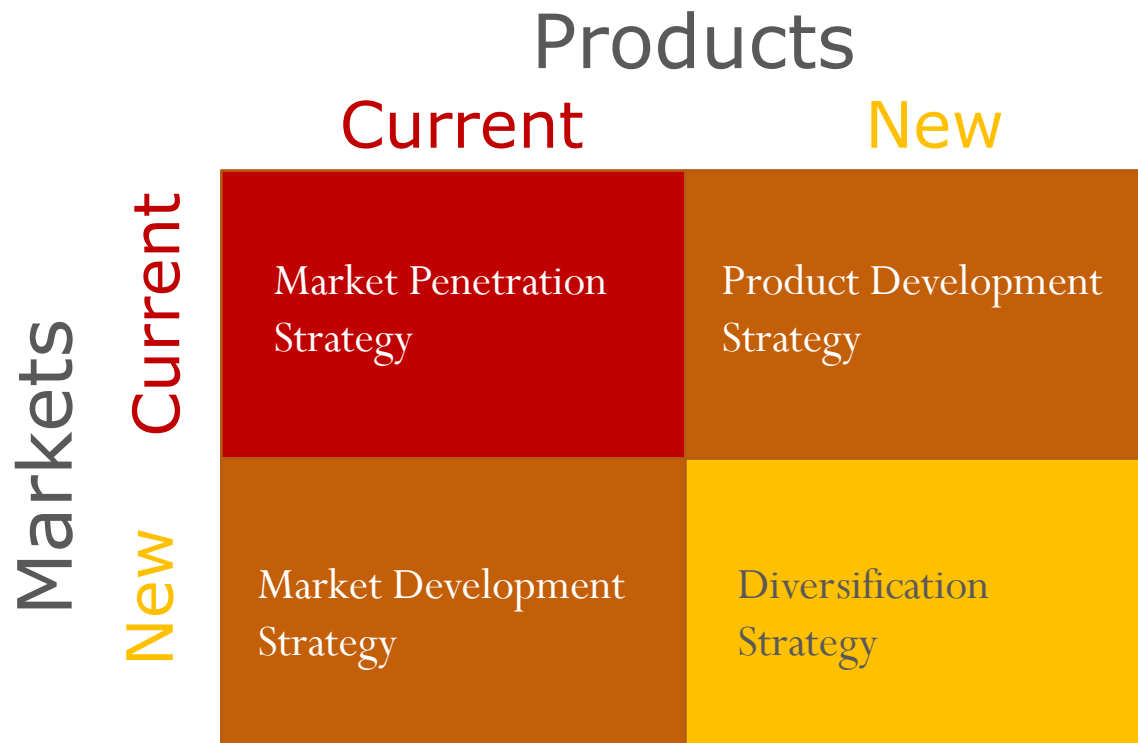 Products
Current
New
Markets
Current
Market Penetration
Strategy
Product Development
Strategy
New
Market Development
Strategy
Diversification
Strategy